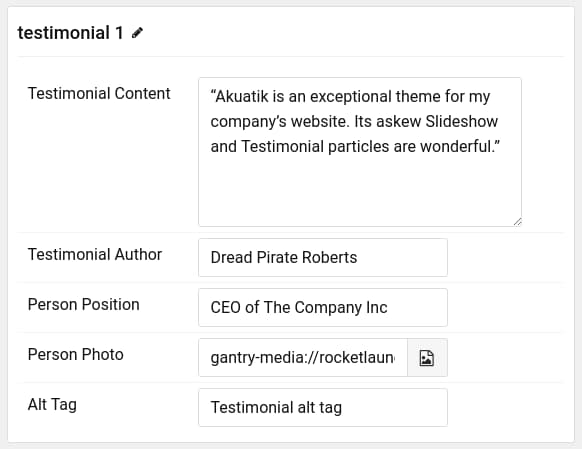 testimonial 1
Testimonial Content
“Akuatik is an exceptional theme for my
company’s website. Its askew Slideshow
and Testimonial particles are wonderful.”
Testimonial Author
Dread Pirate Roberts
Person Position
CEO of The Company Inc
Person Photo
gantry-media://rocketlaun
Alt Tag
Testimonial alt tag